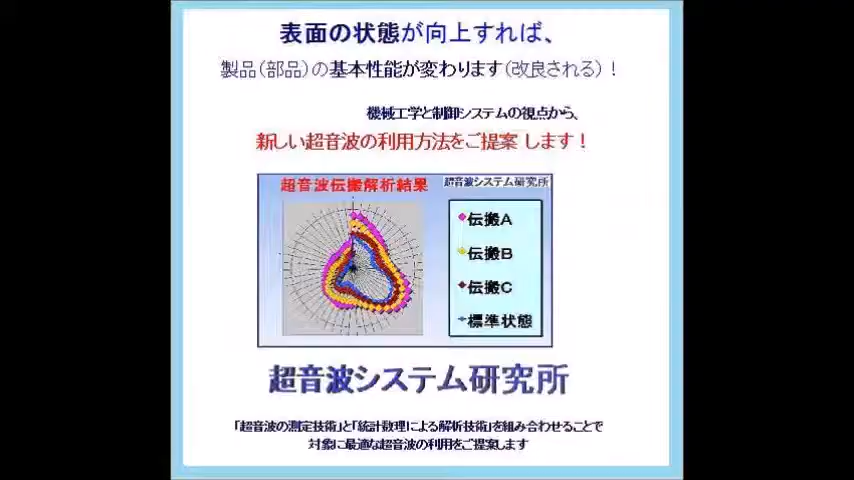 表面の状態が向上すれば、
製品(部品)の基本性能が変わります(改良される)!
機械工学と制御システムの視点から、
新しい超音波の利用方法をご提案 します!
超音波伝搬解析結果
超音波システム研究所
伝搬A
伝搬B
伝搬C
標準状態
超音波システム研究所
「超音波の測定技術」と「統計数理による解析技術」を組み合わせることで
対象に最適な超音波の利用をご提案します